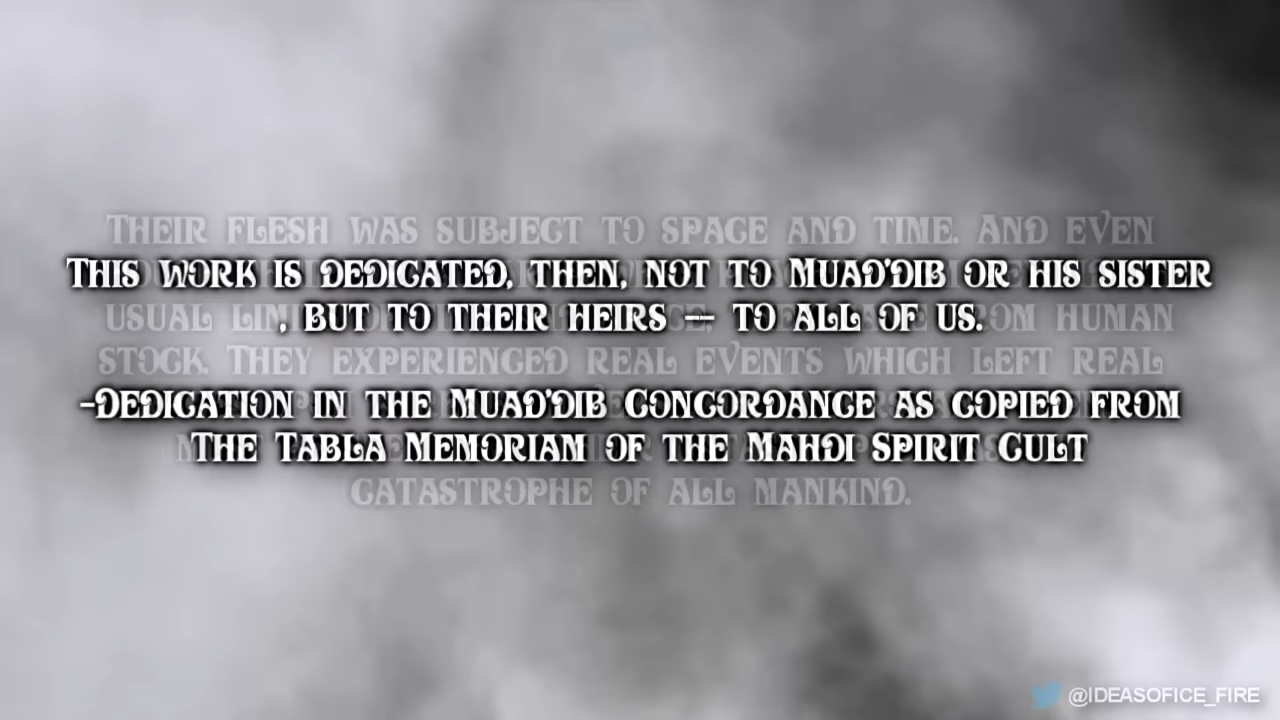 THEIR FLESH WAS SUBJECT TO SPACE AND TIME. AND EVEN
THIS WORK IS DEDICATED, THEN, NOT TO MUAD'DIB OR HIS SISTER
USUAL HUMAN
, BUT TO THEIR HEIRS -- TO ALL OF US.
STOCK. THEY EXPERIENCED REAL EVENTS WHICH LEFT REAL
-DEDICATION IN THE MUAD'DIB CONCORDANCE AS COPIED FROM
THE TABLA MEMORIAM OF THE MAHDI SPIRIT CULT
CATASTROPHE OF ALL MANKIND.
@IDEASOFICE_FIRE